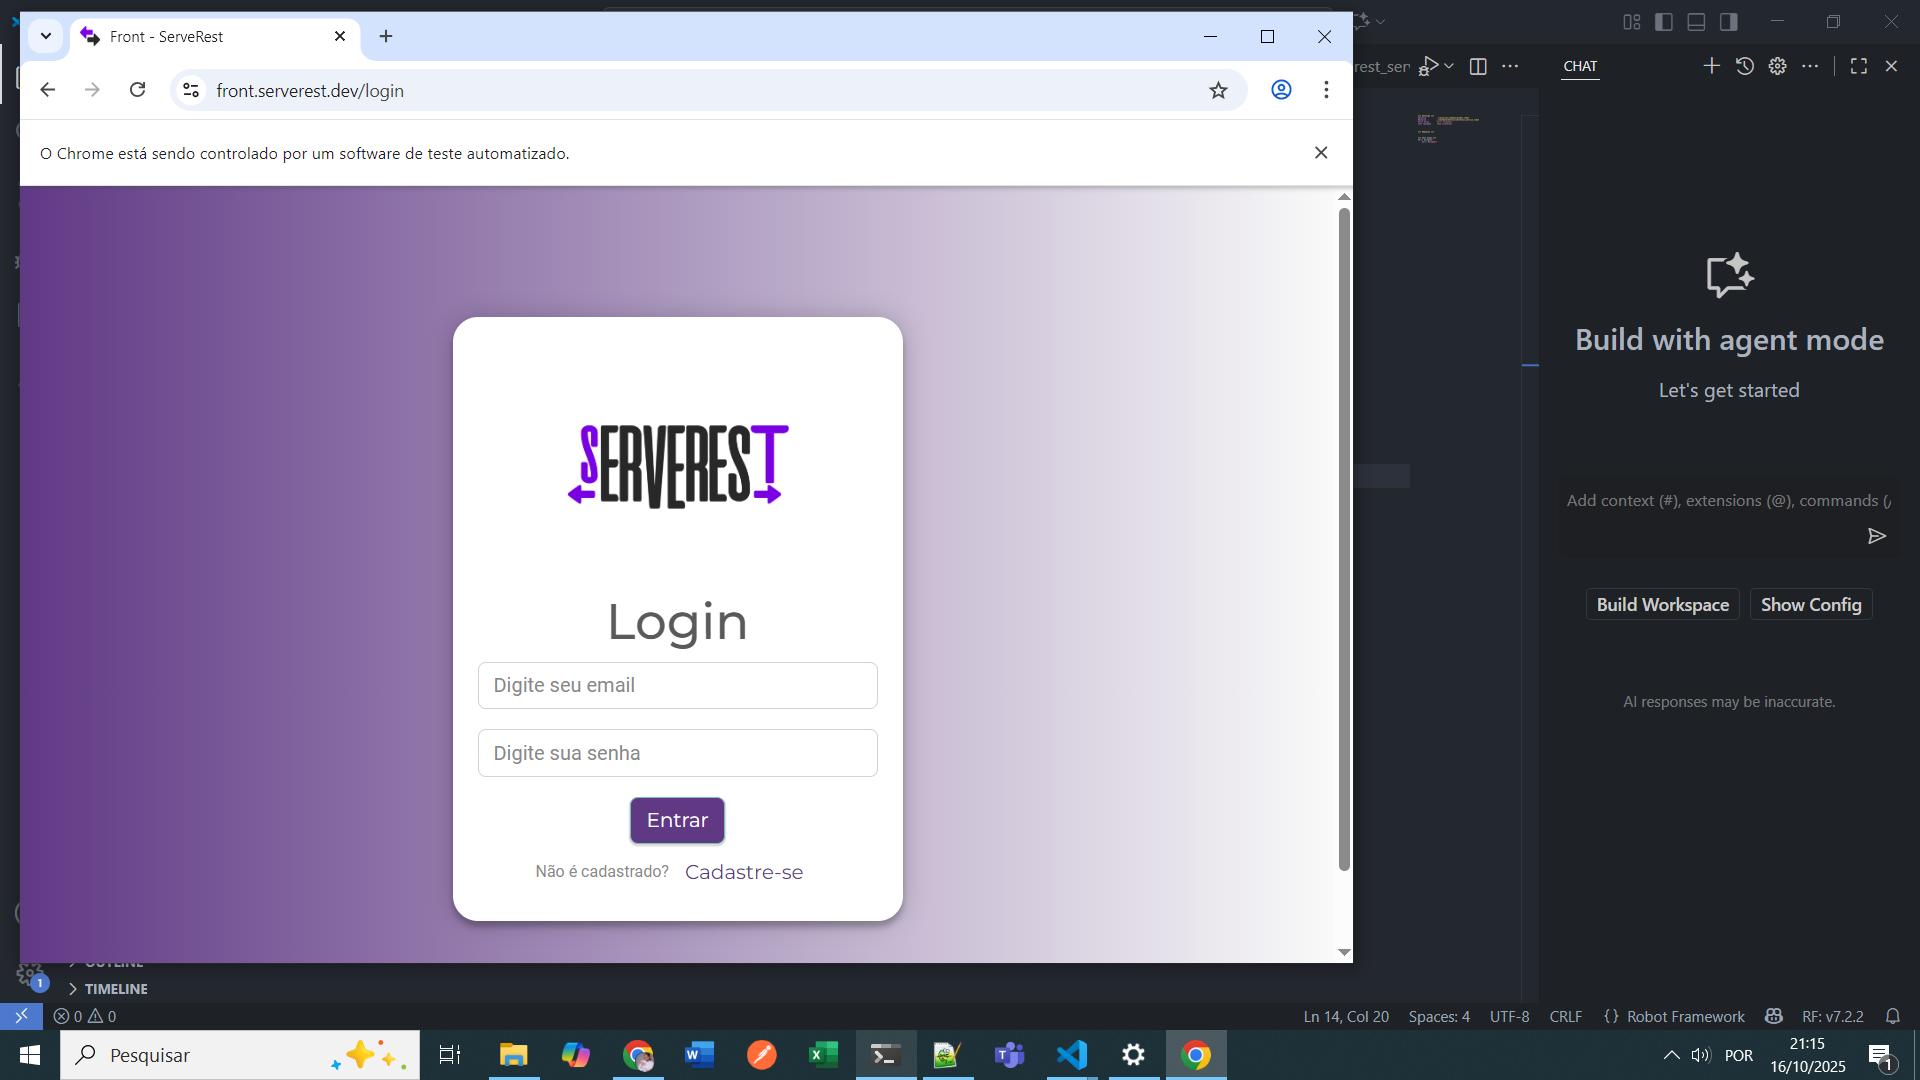 Front - ServeRest
front.serverest.dev/login
O Chrome está sendo controlado por um software de teste automatizado.
SERVEREST
Login
Digite seu email
Digite sua senha
Entrar
Não é cadastrado? Cadastre-se
CHAT
Build with agent mode
Let's get started
Add context (#), extensions (@), commands (/
Build Workspace Show Config
AI responses may be inaccurate.
OUTLINE
TIMELINE
1
0 0
Ln 14, Col 20 Spaces: 4 UTF-8 CRLF {} Robot Framework RF: v7.2.2
Pesquisar
POR
21:15
16/10/2025
1